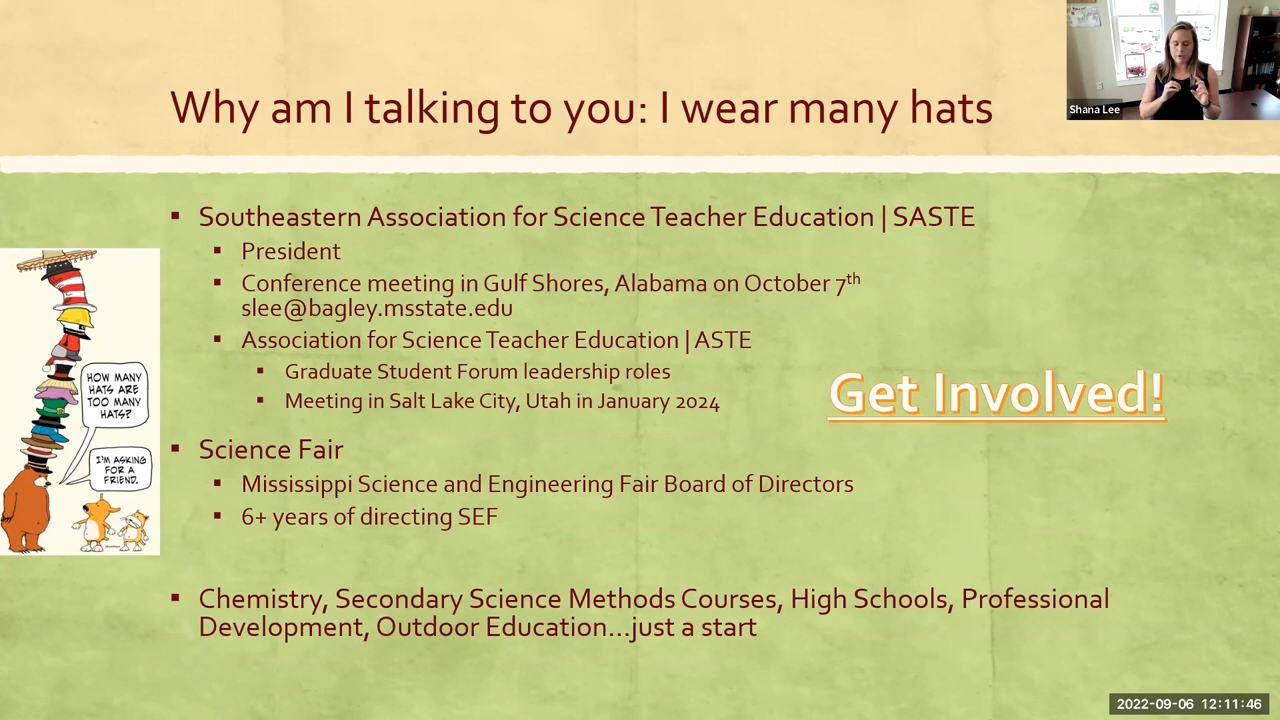 Why am I talking to you: I wear many hats
Shana Lee
▪ Southeastern Association for Science Teacher Education | SASTE
▪ President
▪ Conference meeting in Gulf Shores, Alabama on October 7th
slee@bagley.msstate.edu
▪ Association for Science Teacher Education | ASTE
▪ Graduate Student Forum leadership roles
▪ Meeting in Salt Lake City, Utah in January 2024
Get Involved!
▪ Science Fair
▪ Mississippi Science and Engineering Fair Board of Directors
▪ 6+ years of directing SEF
▪ Chemistry, Secondary Science Methods Courses, High Schools, Professional
Development, Outdoor Education...just a start
HOW MANY
HATS ARE
TOO MANY
HATS?
I'M ASKING
FOR A
FRIEND.
2022-09-06 12:11:46